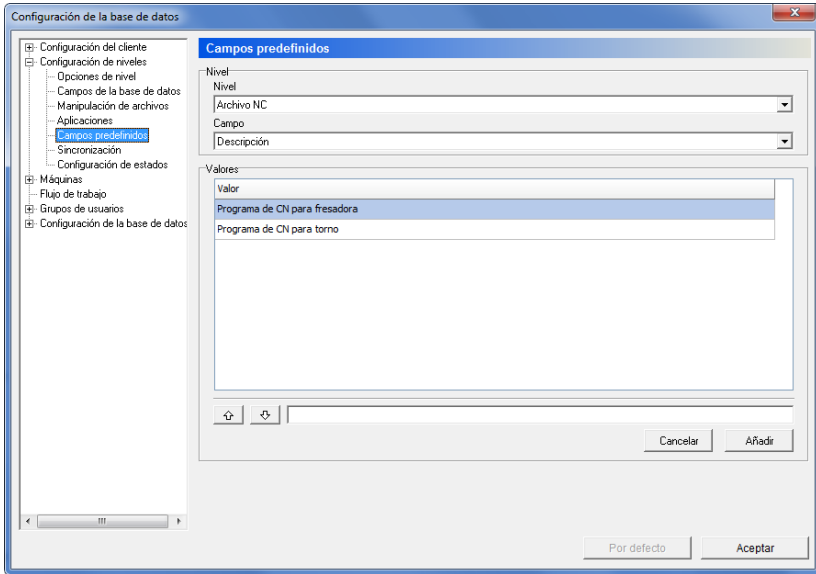 Configuración de la base de datos
Configuración del cliente
Configuración de niveles
Opciones de nivel
Campos de la base de datos
Manipulación de archivos
Aplicaciones
Campos predefinidos
Sincronización
Configuración de estados
Máquinas
Flujo de trabajo
Grupos de usuarios
Configuración de la base de datos
Campos predefinidos
Nivel
Nivel
Archivo NC
Campo
Descripción
Valores
Valor
Programa de CN para fresadora
Programa de CN para torno
Cancelar
Añadir
Por defecto
Aceptar